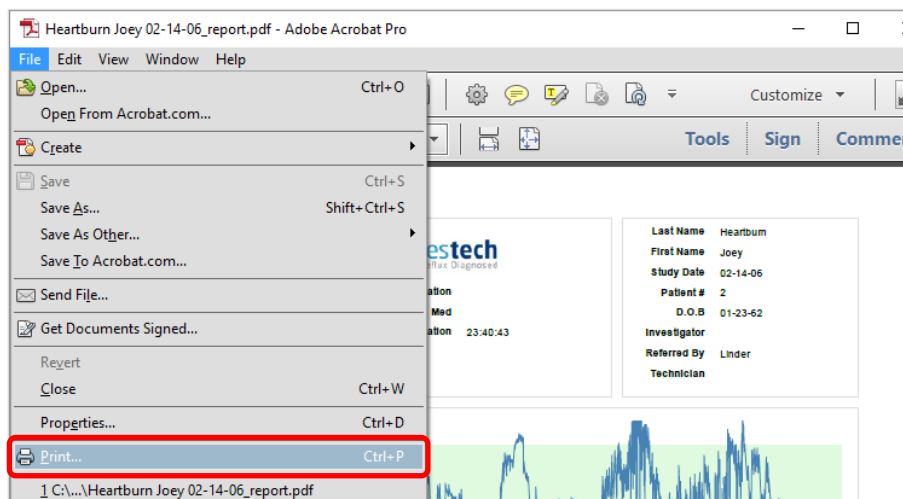 Heartburn Joey 02-14-06_report.pdf - Adobe Acrobat Pro
File Edit View Window Help
Open... Ctrl+O
Open From Acrobat.com...
Create
Save Ctrl+S
Save As... Shift+Ctrl+S
Save As Other...
Save To Acrobat.com...
Send File...
Get Documents Signed...
Revert
Close Ctrl+W
Properties... Ctrl+D
Print... Ctrl+P
1 C:\...\Heartburn Joey 02-14-06_report.pdf
Customize
Tools Sign Comme
estech
eflux Diagnosed
ation
Med
ation 23:40:43
Last Name Heartburn
First Name Joey
Study Date 02-14-06
Patient # 2
D.O.B 01-23-62
Investigator
Referred By Linder
Technician